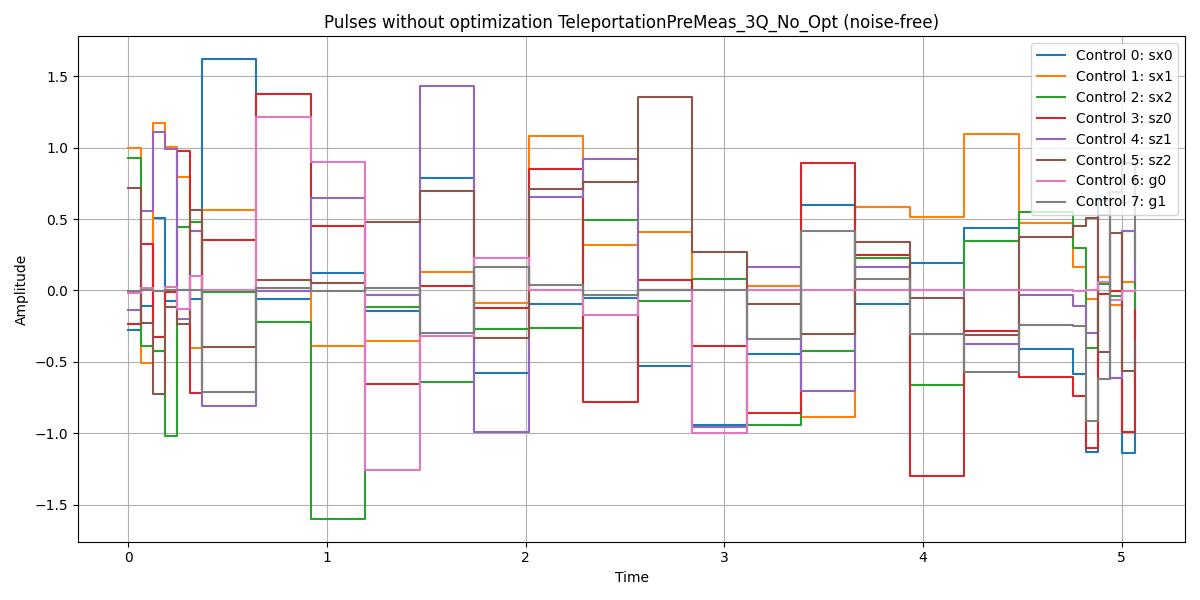 Pulses without optimization TeleportationPreMeas_3Q_No_Opt (noise-free)
Control 0: sx0
Control 1: sx1
Control 2: sx2
Control 3: sz0
Control 4: sz1
Control 5: sz2
Control 6: g0
Control 7: g1
Amplitude
1.5
1.0
0.5
0.0
−0.5
−1.0
−1.5
0
1
2
3
4
5
Time